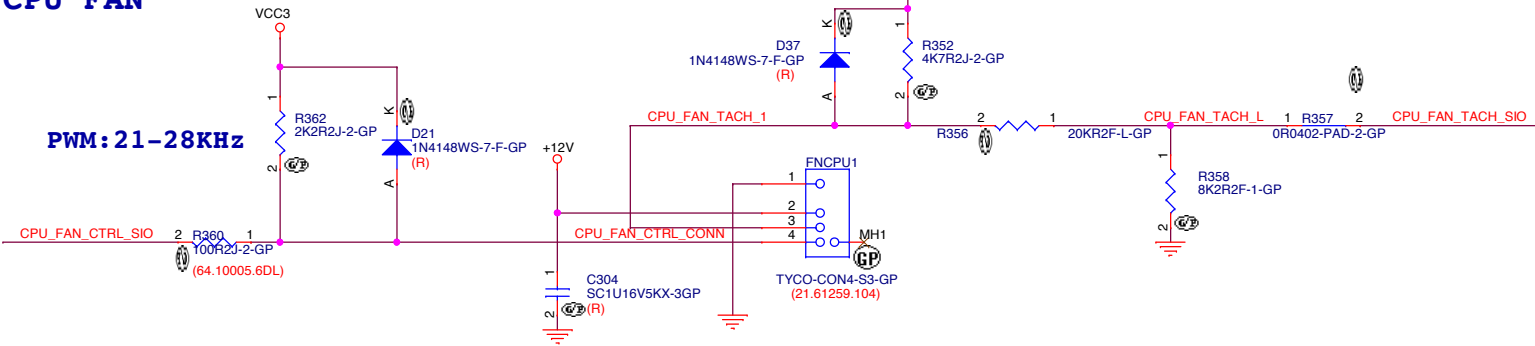 CPU FAN
VCC3
R362
2K2R2J-2-GP
1
2
G/P
K
D21
1N4148WS-7-F-GP
(R)
A
PWM:21-28KHz
CPU_FAN_CTRL_SIO
2
R360
1
100R2J-2-GP
(64.10005.6DL)
+12V
CPU_FAN_CTRL_CONN
1
C304
SC1U16V5KX-3GP
2
G/P
(R)
K
D37
1N4148WS-7-F-GP
(R)
A
1
R352
4K7R2J-2-GP
2
G/P
CPU_FAN_TACH_1
FNCPU1
1
2
3
4
MH1
GP
TYCO-CON4-S3-GP
(21.61259.104)
R356
2
1
20KR2F-L-GP
CPU_FAN_TACH_L
1
R357
2
0R0402-PAD-2-GP
CPU_FAN_TACH_SIO
1
R358
8K2R2F-1-GP
2
G/P